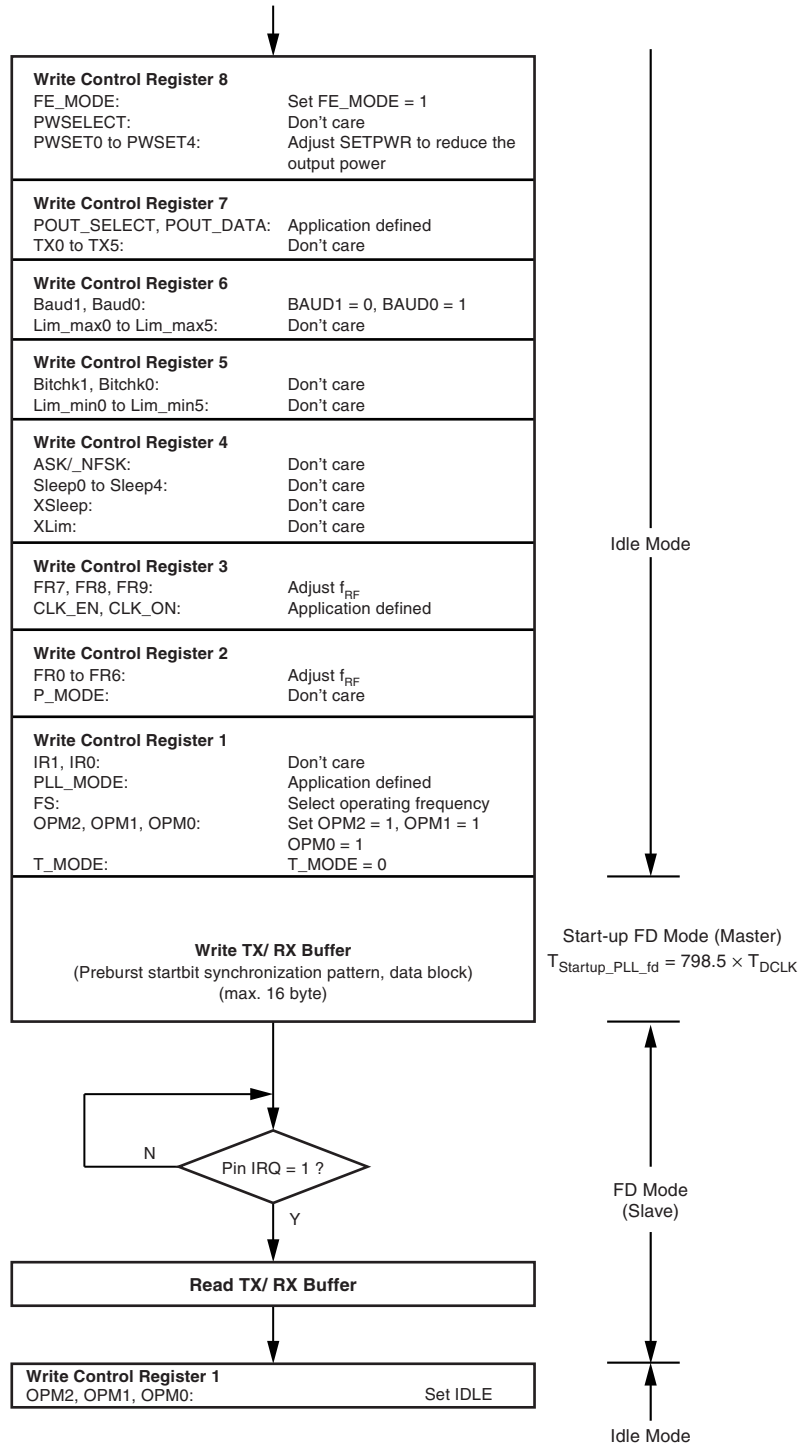 Write Control Register 8
FE_MODE: Set FE_MODE = 1
PWSELECT: Don't care
PWSET0 to PWSET4: Adjust SETPWR to reduce the
output power
Write Control Register 7
POUT_SELECT, POUT_DATA: Application defined
TX0 to TX5: Don't care
Write Control Register 6
Baud1, Baud0: BAUD1 = 0, BAUD0 = 1
Lim_max0 to Lim_max5: Don't care
Write Control Register 5
Bitchk1, Bitchk0: Don't care
Lim_min0 to Lim_min5: Don't care
Write Control Register 4
ASK/_NFSK: Don't care
Sleep0 to Sleep4: Don't care
XSleep: Don't care
XLim: Don't care
Idle Mode
Write Control Register 3
FR7, FR8, FR9: Adjust fRF
CLK_EN, CLK_ON: Application defined
Write Control Register 2
FR0 to FR6: Adjust fRF
P_MODE: Don't care
Write Control Register 1
IR1, IR0: Don't care
PLL_MODE: Application defined
FS: Select operating frequency
OPM2, OPM1, OPM0: Set OPM2 = 1, OPM1 = 1
OPM0 = 1
T_MODE: T_MODE = 0
Write TX/ RX Buffer
(Preburst startbit synchronization pattern, data block)
(max. 16 byte)
Start-up FD Mode (Master)
TStartup_PLL_fd = 798.5 × TDCLK
N
Pin IRQ = 1 ?
Y
FD Mode
(Slave)
Read TX/ RX Buffer
Write Control Register 1
OPM2, OPM1, OPM0: Set IDLE
Idle Mode